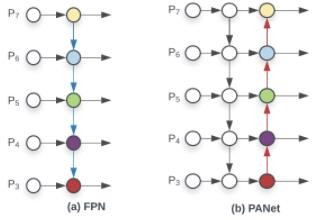 P₇ P₇
P₆ P₆
P₅ P₅
P₄ P₄
P₃ P₃
(a) FPN (b) PANet